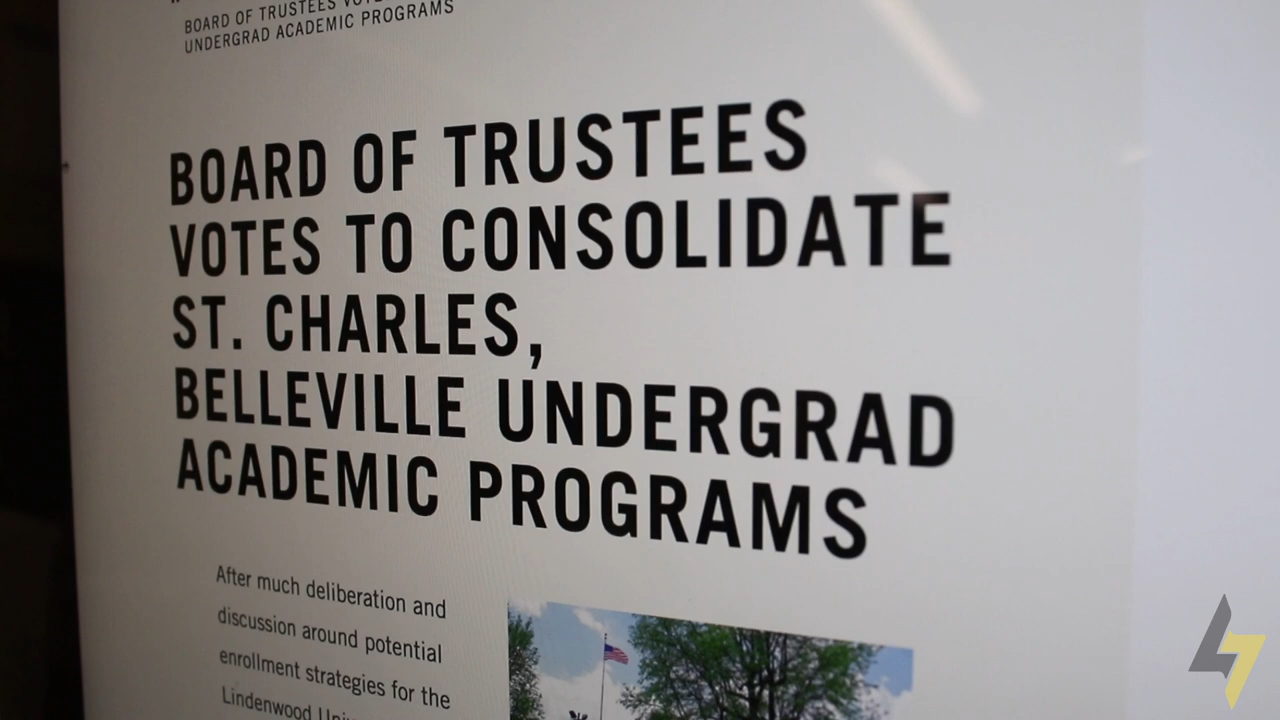 BOARD OF TRUSTEES
UNDERGRAD ACADEMIC PROGRAMS
BOARD OF TRUSTEES
VOTES TO CONSOLIDATE
ST. CHARLES,
BELLEVILLE UNDERGRAD
ACADEMIC PROGRAMS
After much deliberation and
discussion around potential
enrollment strategies for the
Lindenwood